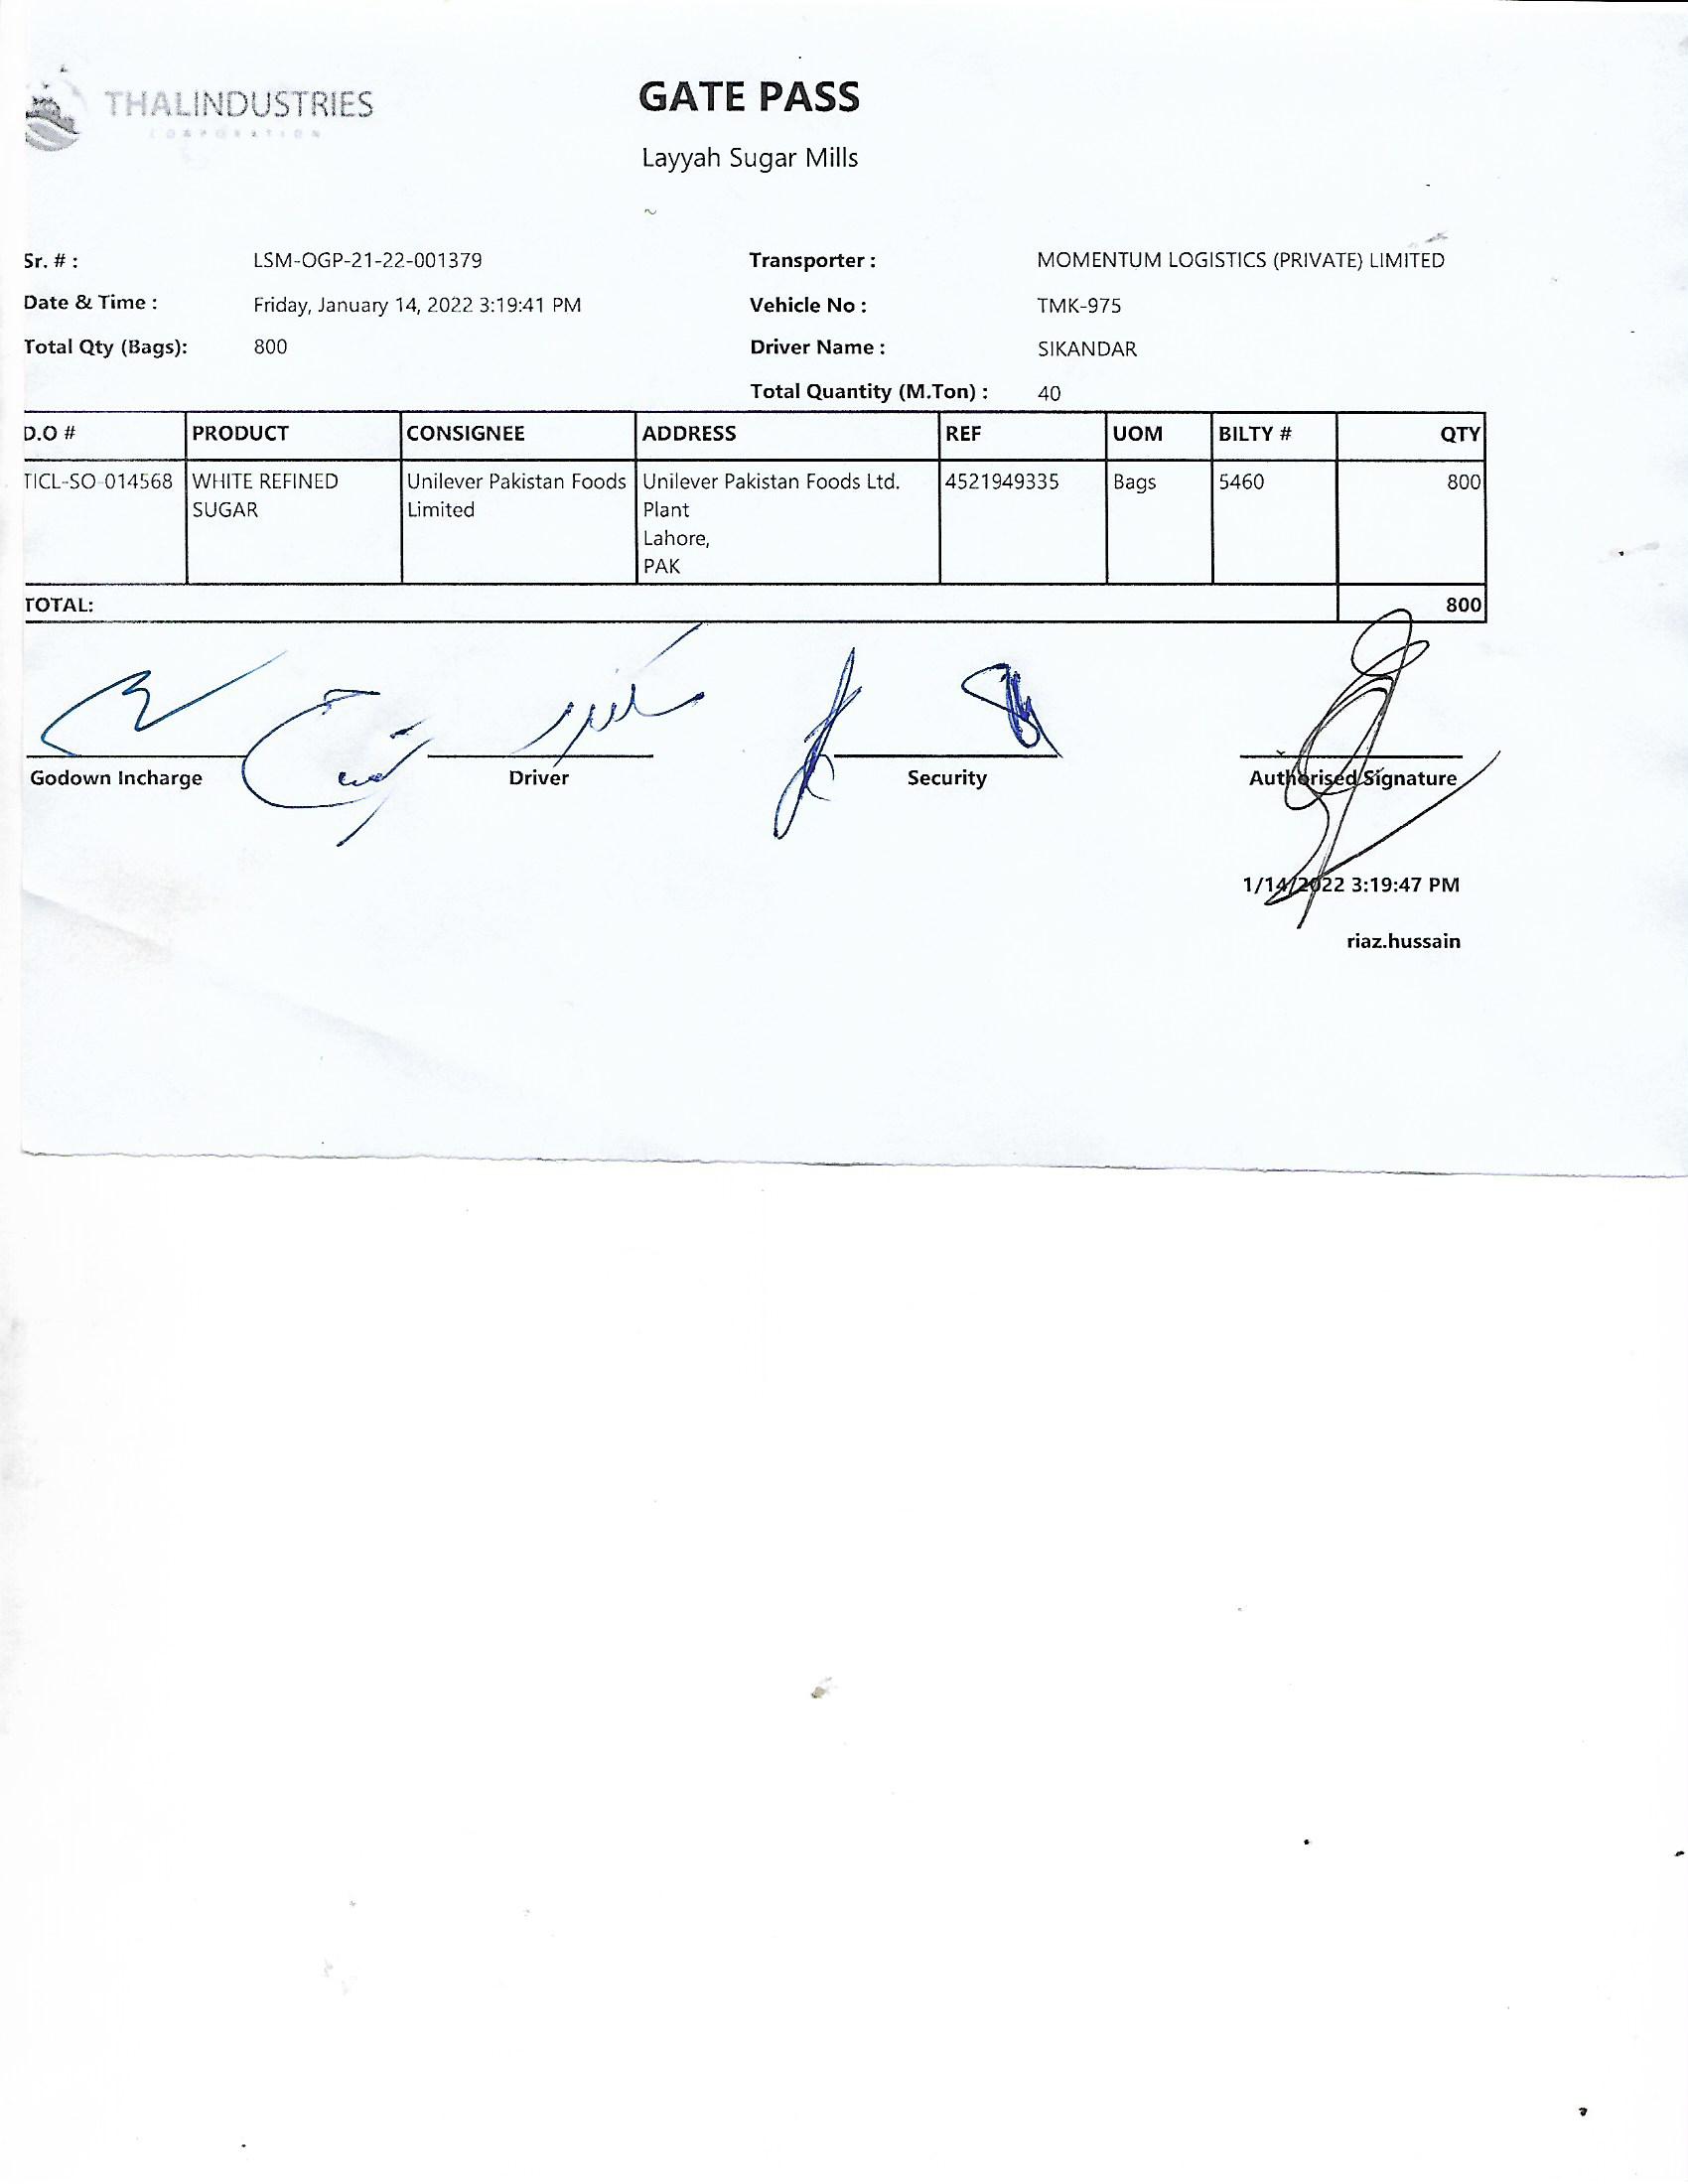 THALINDUSTRIES
CORPORATION
GATE PASS
Layyah Sugar Mills
Sr. # : LSM-OGP-21-22-001379 Transporter : MOMENTUM LOGISTICS (PRIVATE) LIMITED
Date & Time : Friday, January 14, 2022 3:19:41 PM Vehicle No : TMK-975
Total Qty (Bags): 800 Driver Name : SIKANDAR
Total Quantity (M.Ton) : 40
D.O # PRODUCT CONSIGNEE ADDRESS REF UOM BILTY # QTY
TICL-SO-014568 WHITE REFINED Unilever Pakistan Foods Unilever Pakistan Foods Ltd. 4521949335 Bags 5460 800
SUGAR Limited Plant
Lahore,
PAK
TOTAL: 800
Godown Incharge Driver Security Authorised Signature
1/14/2022 3:19:47 PM
riaz.hussain